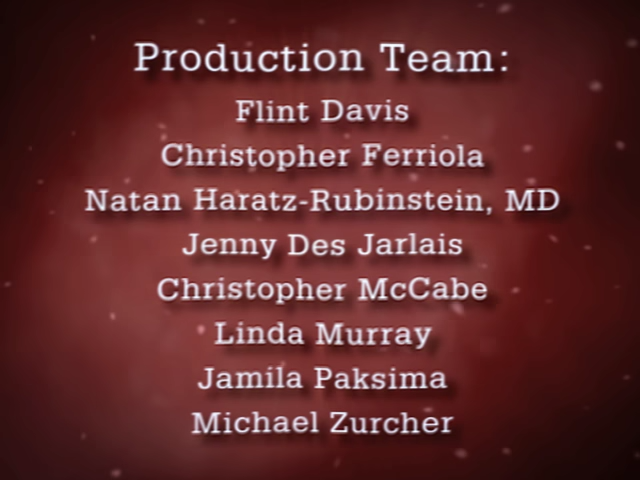 Production Team:
Flint Davis
Christopher Ferriola
Natan Haratz-Rubinstein, MD
Jenny Des Jarlais
Christopher McCabe
Linda Murray
Jamila Paksima
Michael Zurcher